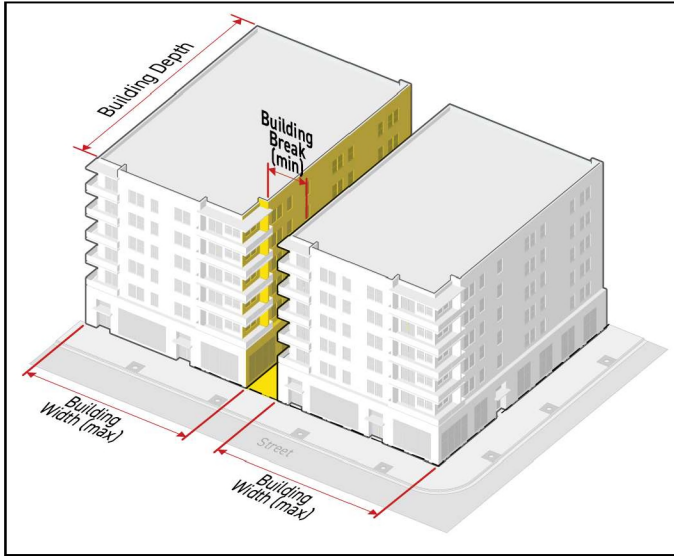 Building Depth
Building
Break
(min)
Building
Width (max)
Street
Building
Width (max)